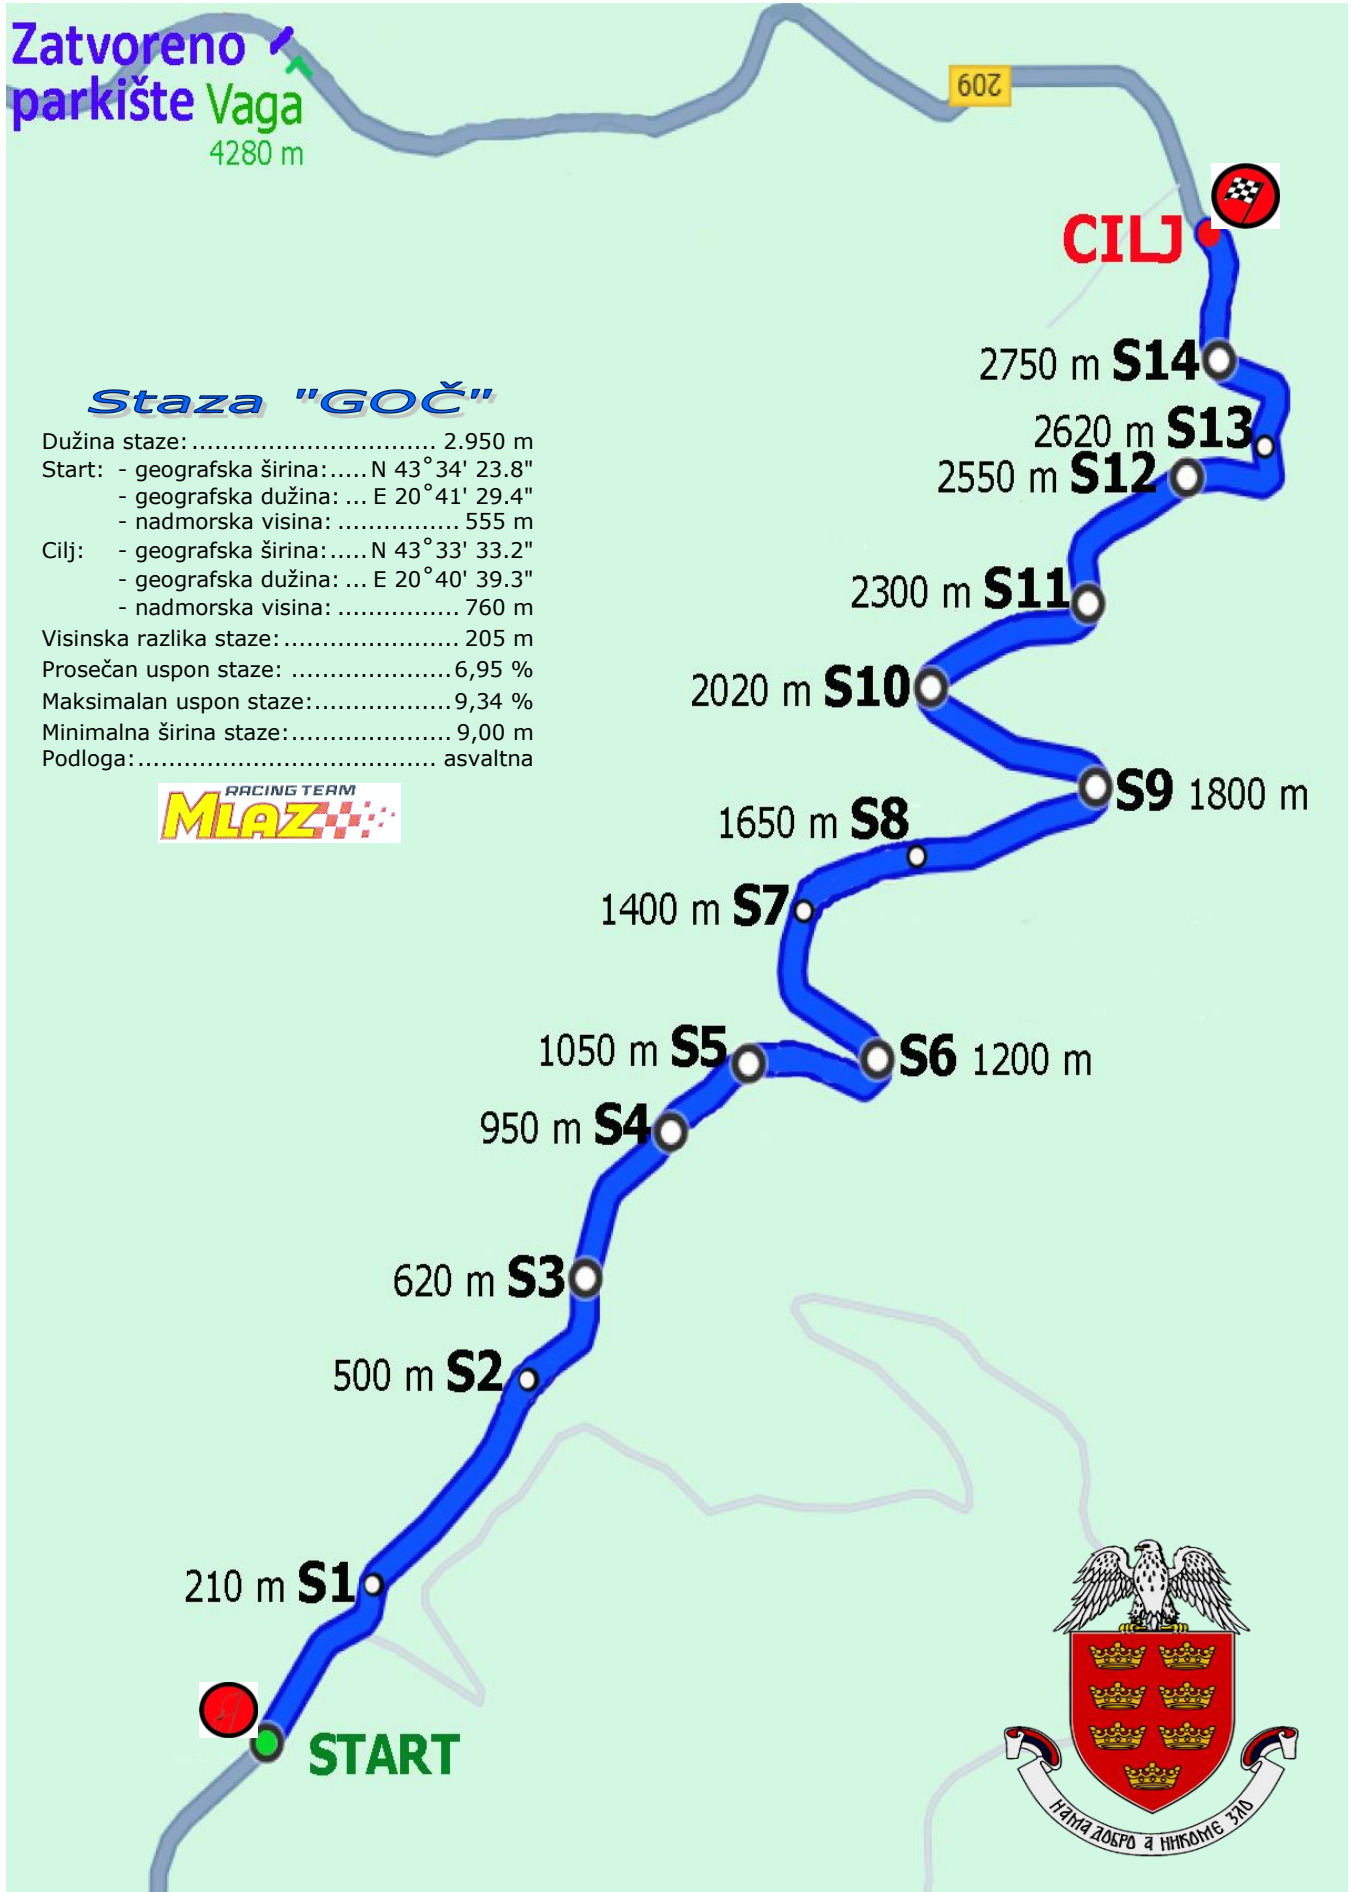 Zatvoreno
parkište Vaga
4280 m
209
CILJ
2750 m S14
2620 m S13
2550 m S12
Staza "GOČ"
Dužina staze:................................ 2.950 m
Start: - geografska širina:.....N 43°34' 23.8"
- geografska dužina: ... E 20°41' 29.4"
- nadmorska visina: ................ 555 m
Cilj: - geografska širina:.....N 43°33' 33.2"
- geografska dužina: ... E 20°40' 39.3"
- nadmorska visina: ................ 760 m
Visinska razlika staze:....................... 205 m
Prosečan uspon staze: .....................6,95 %
Maksimalan uspon staze:..................9,34 %
Minimalna širina staze:..................... 9,00 m
Podloga:....................................... asvaltna
RACING TEAM
MLAZ
2300 m S11
2020 m S10
S9 1800 m
1650 m S8
1400 m S7
1050 m S5
S6 1200 m
950 m S4
620 m S3
500 m S2
210 m S1
START
НАМА ДОБРО А НИКОМЕ ЗЛО